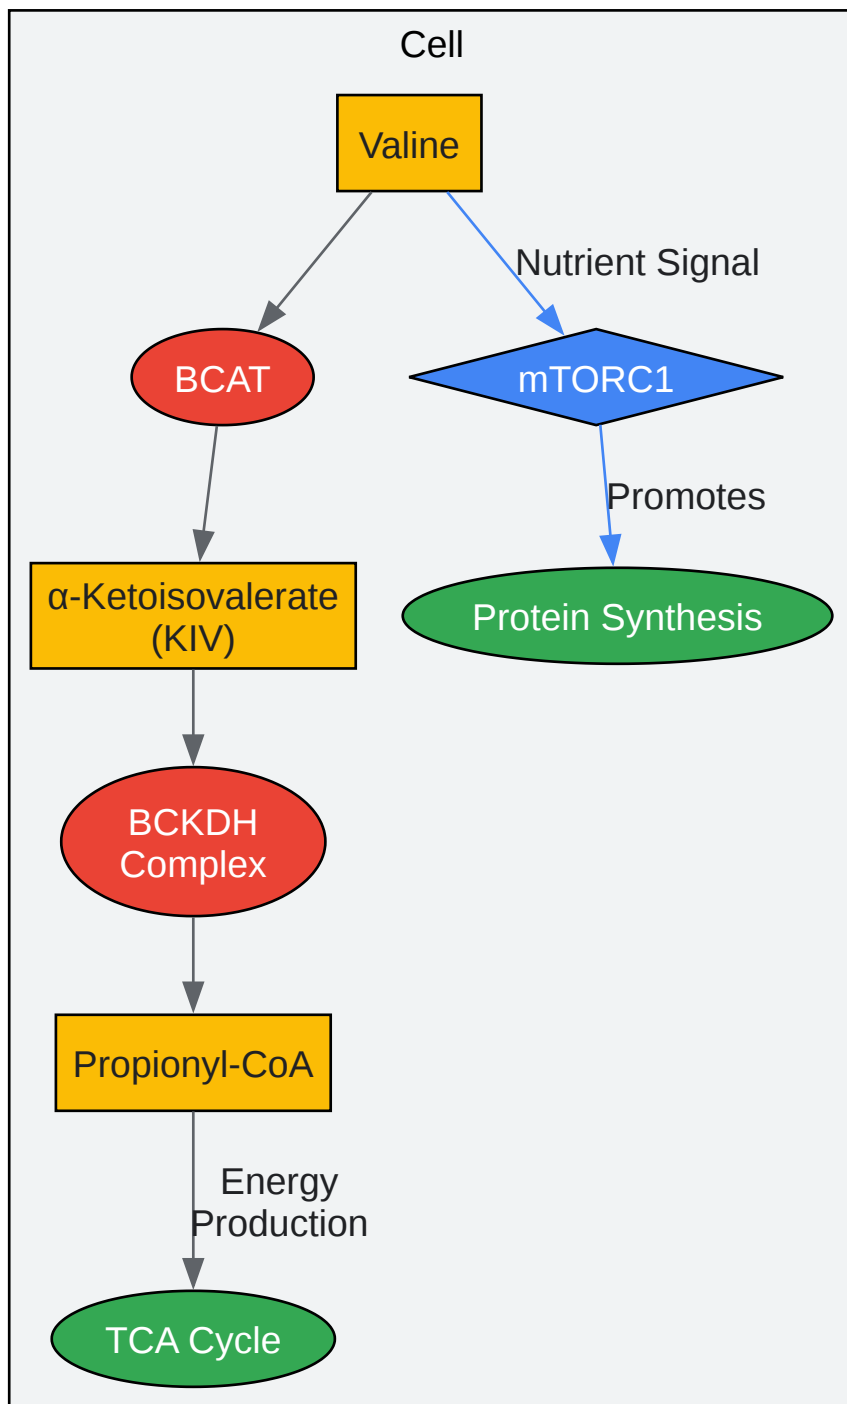 Cell
Valine
Nutrient Signal
BCAT
mTORC1
Promotes
α-Ketoisovalerate
(KIV)
Protein Synthesis
BCKDH
Complex
Propionyl-CoA
Energy
Production
TCA Cycle